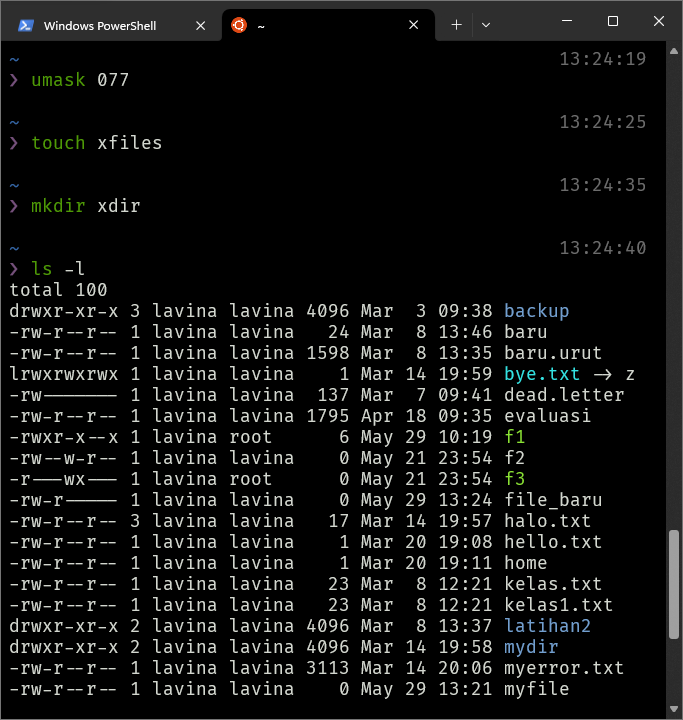 Windows PowerShell
~
~ 13:24:19
❯ umask 077
~ 13:24:25
❯ touch xfiles
~ 13:24:35
❯ mkdir xdir
~ 13:24:40
❯ ls -l
total 100
drwxr-xr-x 3 lavina lavina 4096 Mar  3 09:38 backup
-rw-r--r-- 1 lavina lavina   24 Mar  8 13:46 baru
-rw-r--r-- 1 lavina lavina 1598 Mar  8 13:35 baru.urut
lrwxrwxrwx 1 lavina lavina    1 Mar 14 19:59 bye.txt -> z
-rw------- 1 lavina lavina  137 Mar  7 09:41 dead.letter
-rw-r--r-- 1 lavina lavina 1795 Apr 18 09:35 evaluasi
-rwxr-x--x 1 lavina root      6 May 29 10:19 f1
-rw--w-r-- 1 lavina lavina    0 May 21 23:54 f2
-r---wx--- 1 lavina root      0 May 21 23:54 f3
-rw-r----- 1 lavina lavina    0 May 29 13:24 file_baru
-rw-r--r-- 3 lavina lavina   17 Mar 14 19:57 halo.txt
-rw-r--r-- 1 lavina lavina    1 Mar 20 19:08 hello.txt
-rw-r--r-- 1 lavina lavina    1 Mar 20 19:11 home
-rw-r--r-- 1 lavina lavina   23 Mar  8 12:21 kelas.txt
-rw-r--r-- 1 lavina lavina   23 Mar  8 12:21 kelas1.txt
drwxr-xr-x 2 lavina lavina 4096 Mar  8 13:37 latihan2
drwxr-xr-x 2 lavina lavina 4096 Mar 14 19:58 mydir
-rw-r--r-- 1 lavina lavina 3113 Mar 14 20:06 myerror.txt
-rw-r--r-- 1 lavina lavina    0 May 29 13:21 myfile